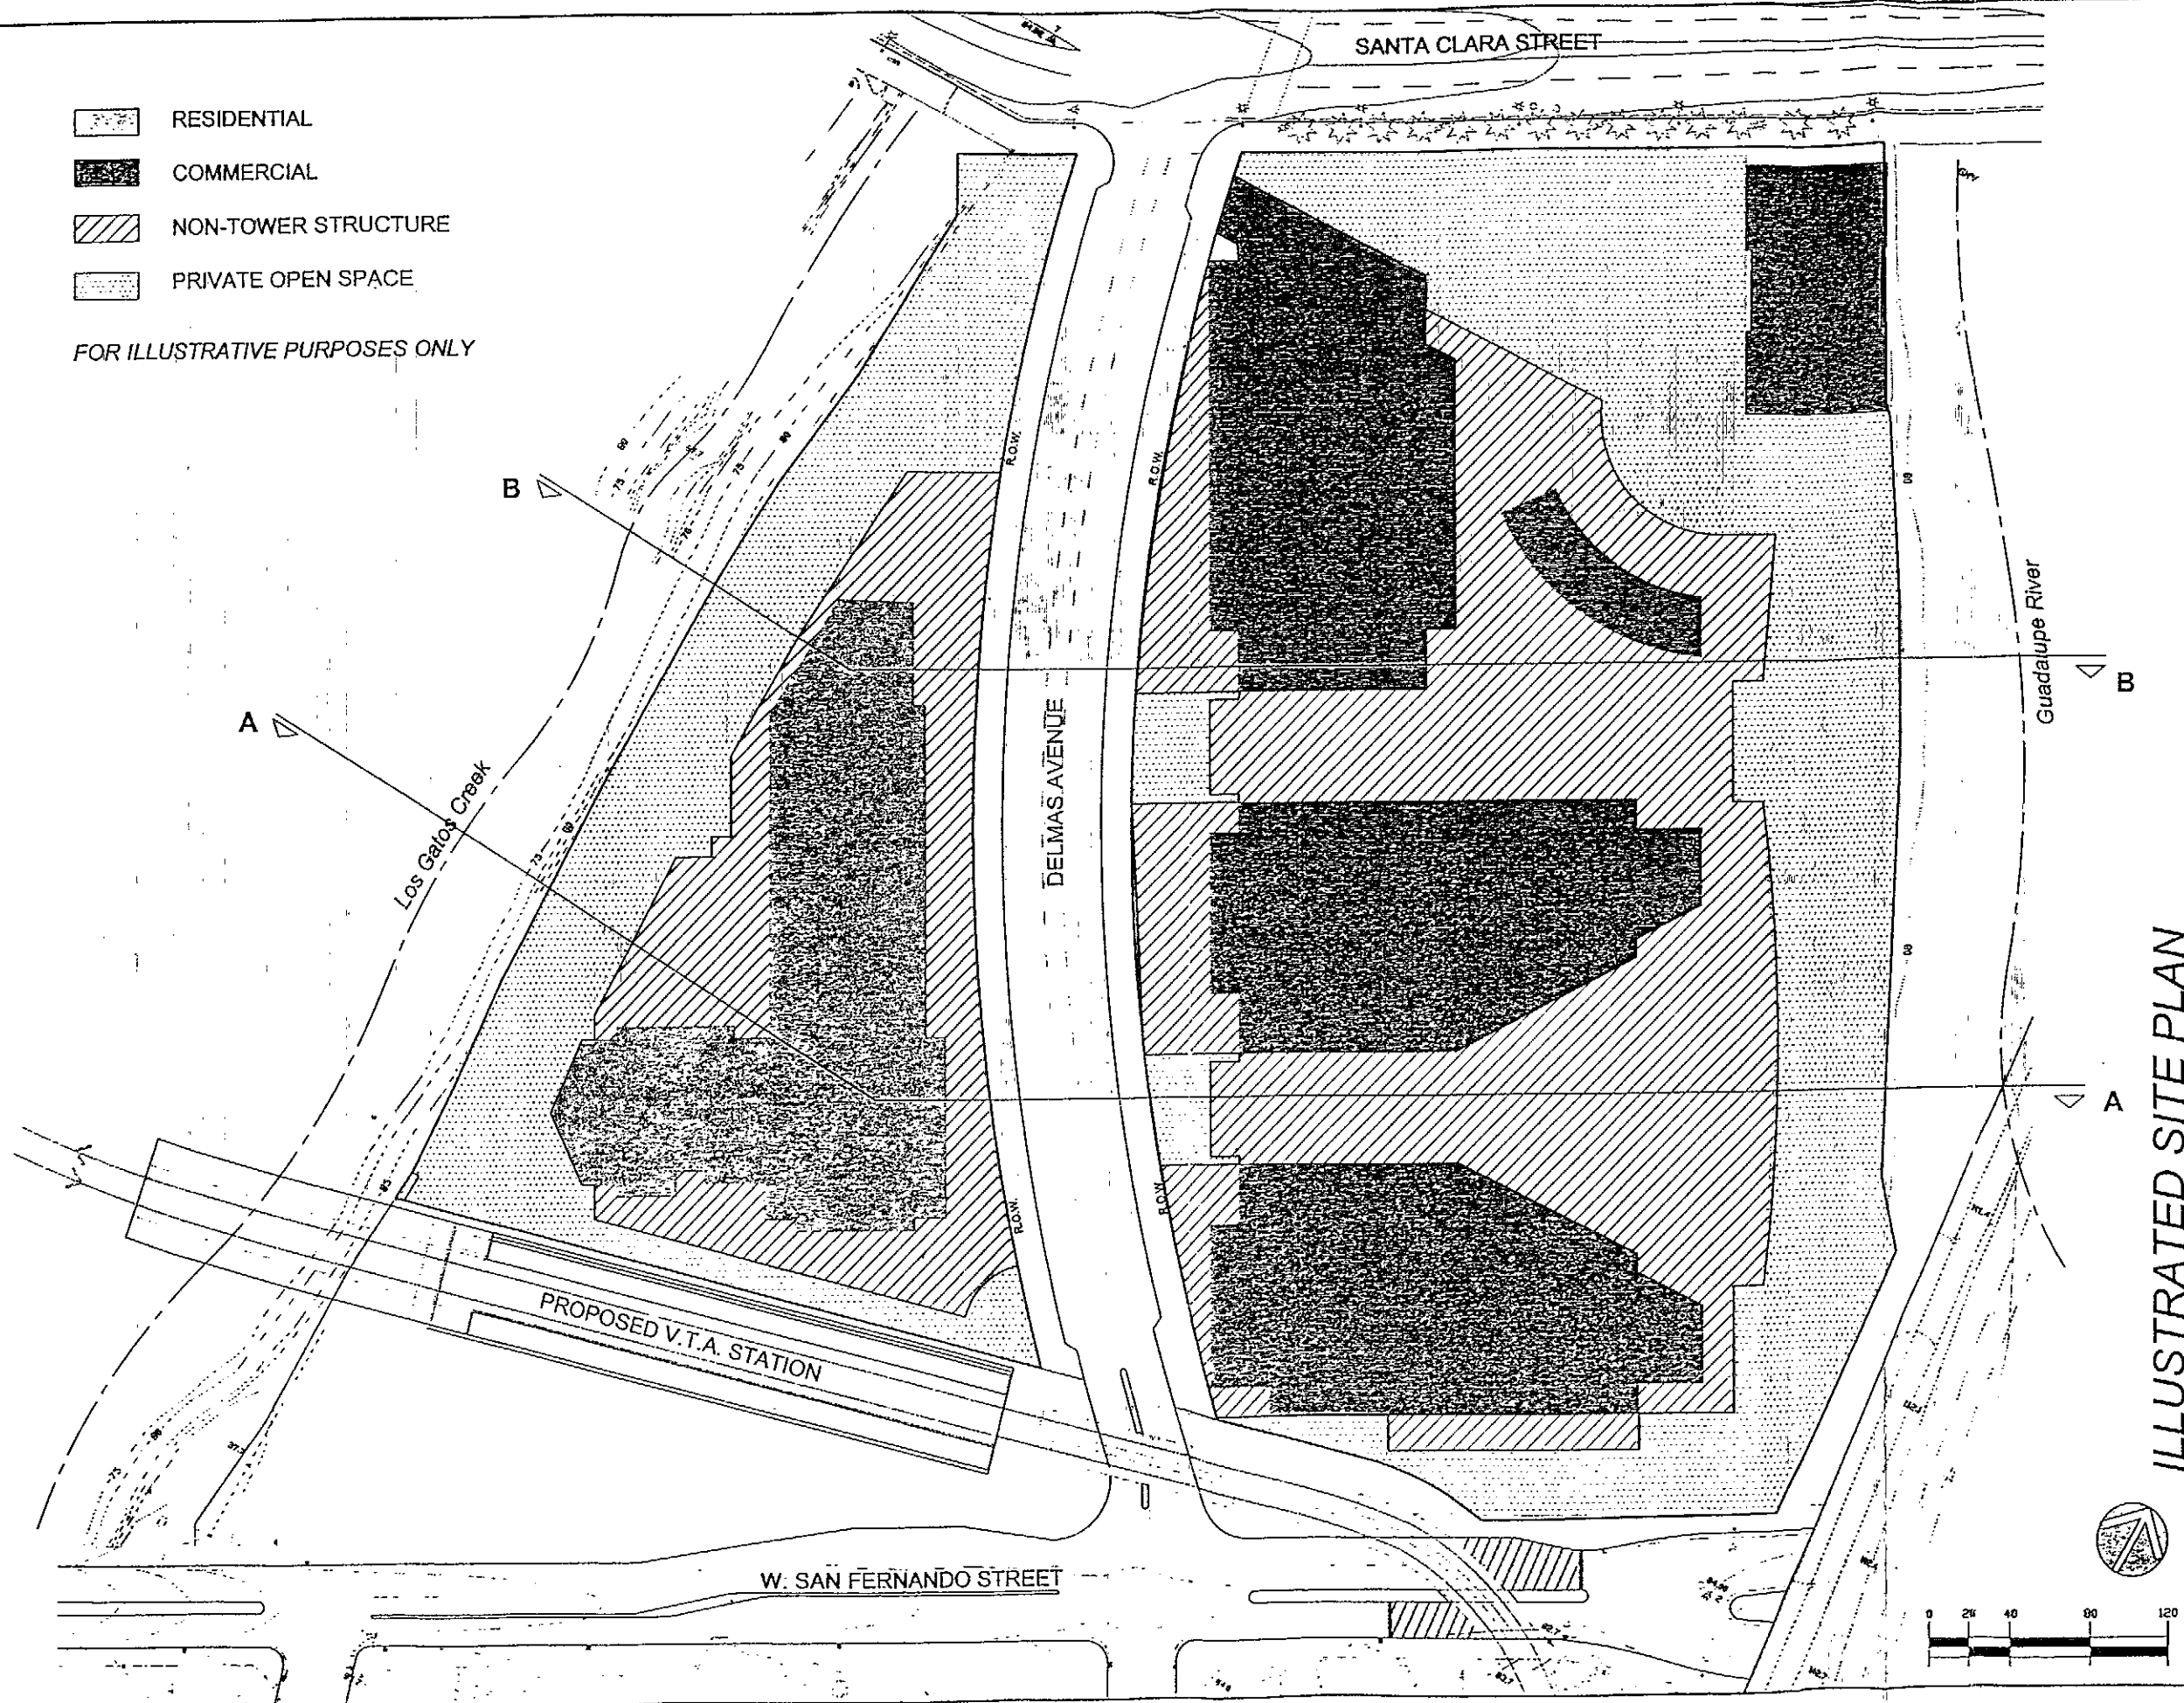 SANTA CLARA STREET
RESIDENTIAL
COMMERCIAL
NON-TOWER STRUCTURE
PRIVATE OPEN SPACE
FOR ILLUSTRATIVE PURPOSES ONLY
R.O.W.
R.O.W.
B
B
A
A
Los Gatos Creek
DELMAS AVENUE
Guadalupe River
R.O.W.
R.O.W.
PROPOSED V.T.A. STATION
W. SAN FERNANDO STREET
ILLUSTRATED SITE PLAN
0 20 40 80 120